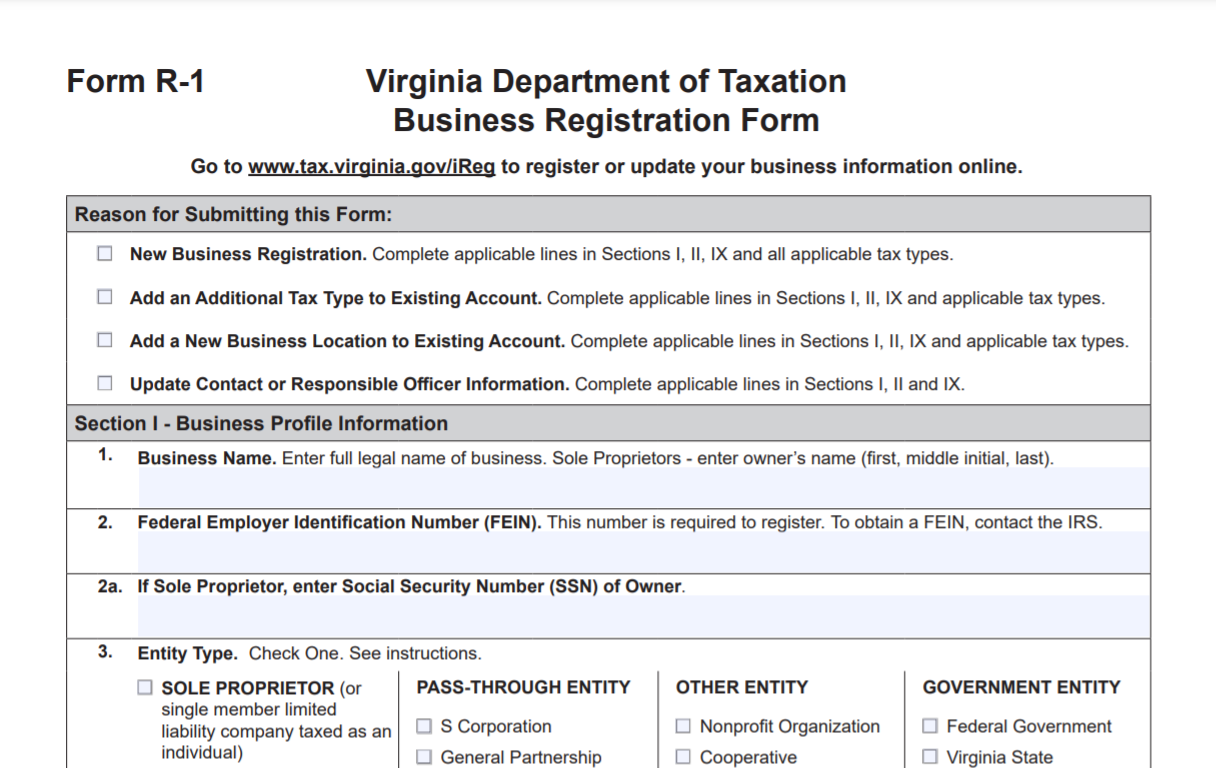 Form R-1
Virginia Department of Taxation
Business Registration Form
Go to www.tax.virginia.gov/iReg to register or update your business information online.
Reason for Submitting this Form:
New Business Registration. Complete applicable lines in Sections I, II, IX and all applicable tax types.
Add an Additional Tax Type to Existing Account. Complete applicable lines in Sections I, II, IX and applicable tax types.
Add a New Business Location to Existing Account. Complete applicable lines in Sections I, II, IX and applicable tax types.
Update Contact or Responsible Officer Information. Complete applicable lines in Sections I, II and IX.
Section I - Business Profile Information
1. Business Name. Enter full legal name of business. Sole Proprietors - enter owner’s name (first, middle initial, last).
2. Federal Employer Identification Number (FEIN). This number is required to register. To obtain a FEIN, contact the IRS.
2a. If Sole Proprietor, enter Social Security Number (SSN) of Owner.
3. Entity Type. Check One. See instructions.
SOLE PROPRIETOR (or
single member limited
liability company taxed as an
individual)
PASS-THROUGH ENTITY
S Corporation
General Partnership
OTHER ENTITY
Nonprofit Organization
Cooperative
GOVERNMENT ENTITY
Federal Government
Virginia State